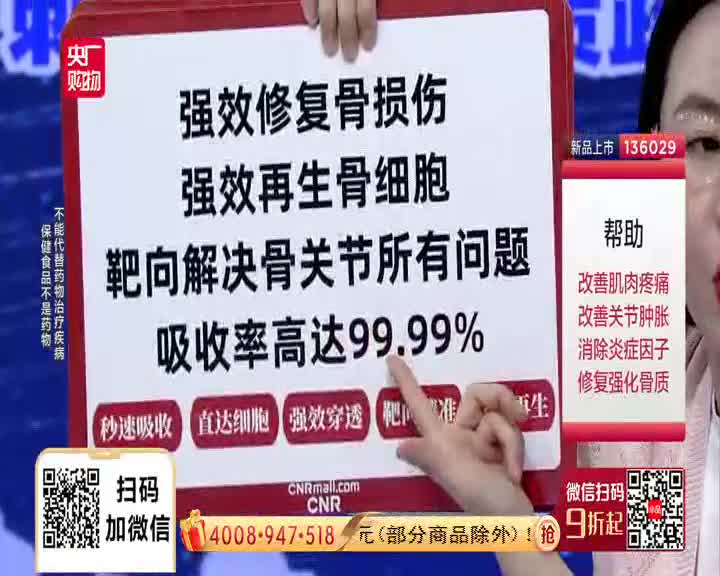 央广
购物
强效修复骨损伤
强效再生骨细胞
靶向解决骨关节所有问题
吸收率高达99.99%
秒速吸收
直达细胞
强效穿透
靶向
准
再生
CNRmall.com
CNR
不能代替药物治疗疾病
保健食品不是药物
新品上市 136029
帮助
改善肌肉疼痛
改善关节肿胀
消除炎症因子
修复强化骨质
扫码
加微信
4008·947·518
元(部分商品除外)!
抢
微信扫码
9折起